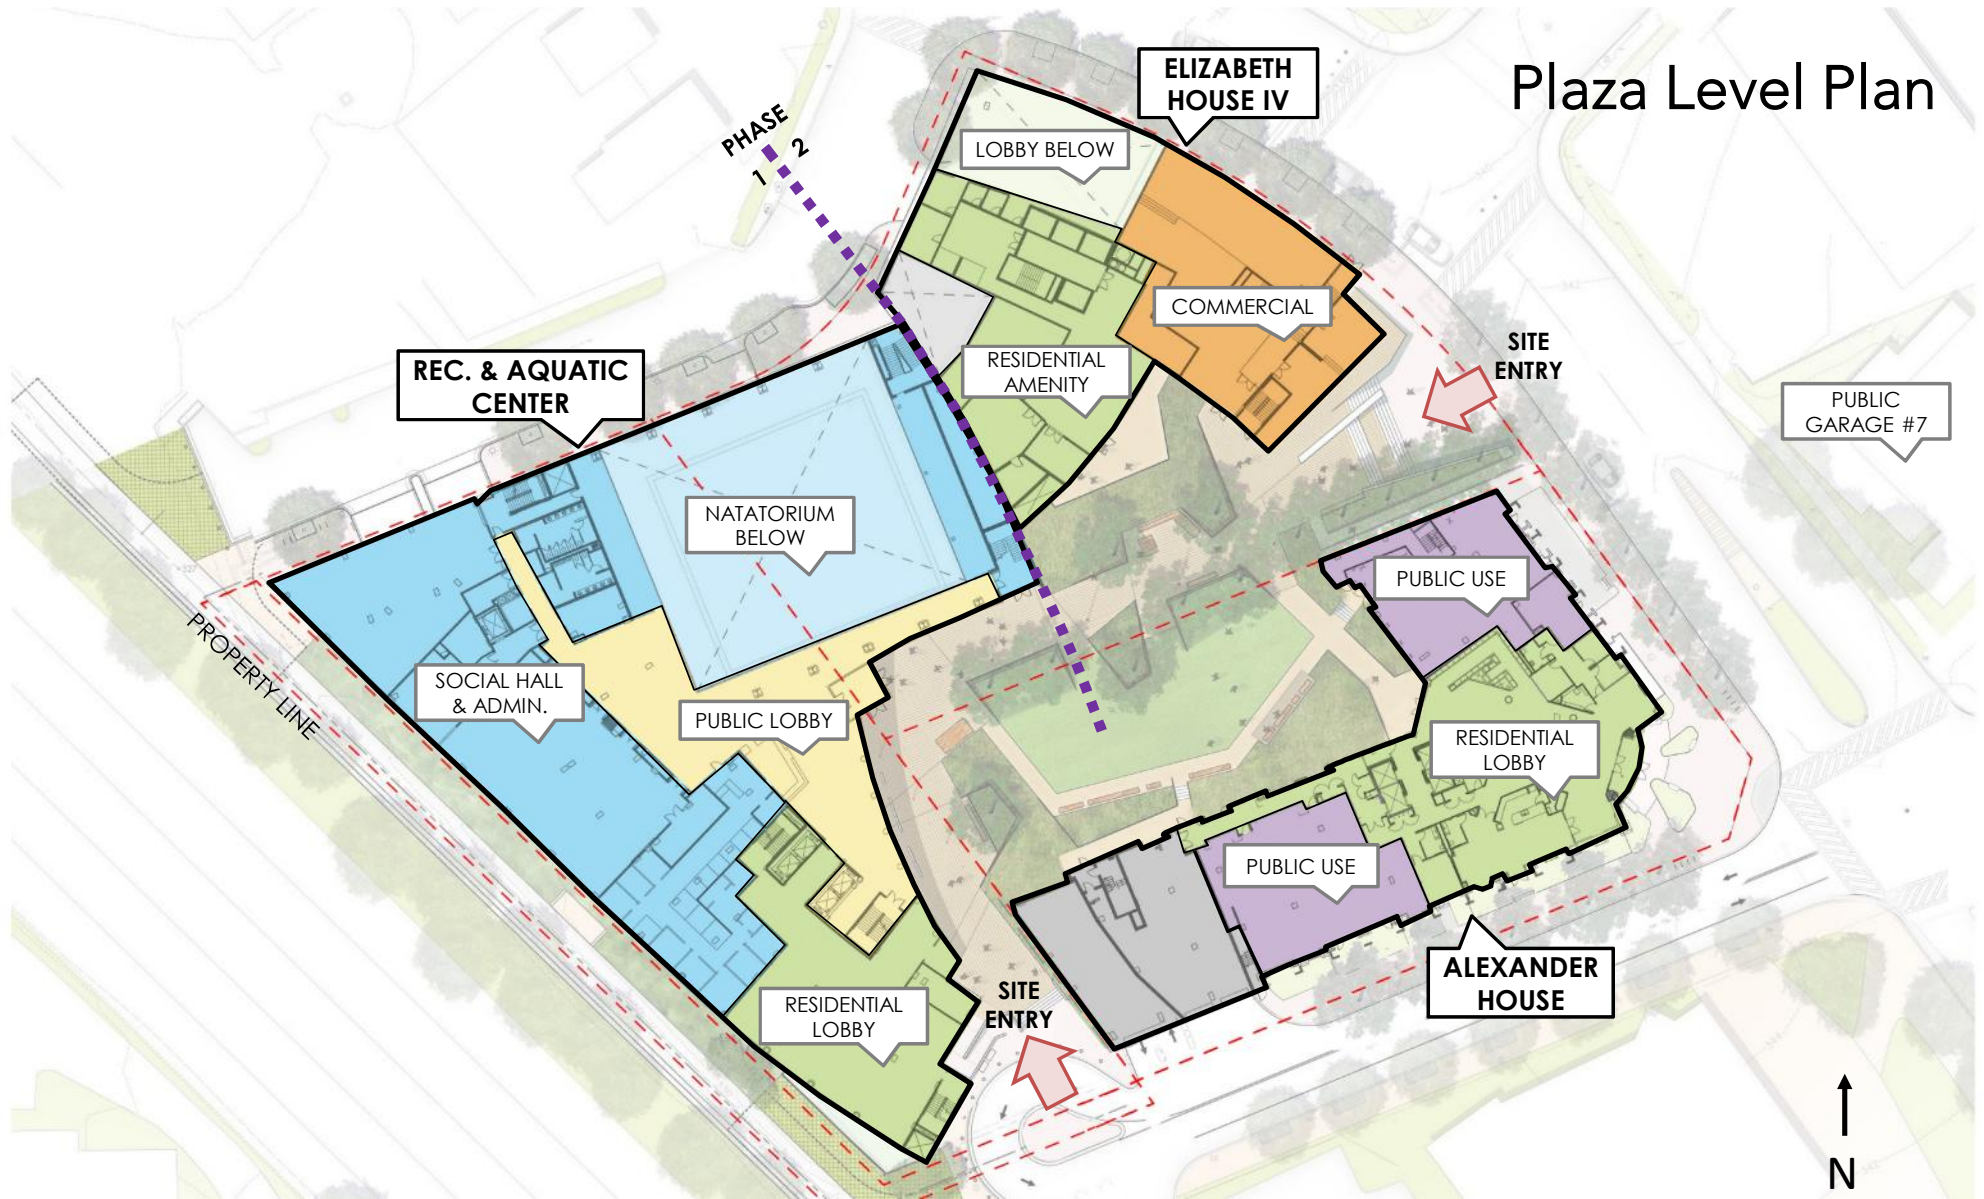 Plaza Level Plan
ELIZABETH
HOUSE IV
PHASE
1
2
LOBBY BELOW
COMMERCIAL
SITE
ENTRY
RESIDENTIAL
AMENITY
REC. & AQUATIC
CENTER
PUBLIC
GARAGE #7
NATATORIUM
BELOW
PUBLIC USE
PROPERTY LINE
SOCIAL HALL
& ADMIN.
PUBLIC LOBBY
RESIDENTIAL
LOBBY
PUBLIC USE
ALEXANDER
HOUSE
RESIDENTIAL
LOBBY
SITE
ENTRY
N